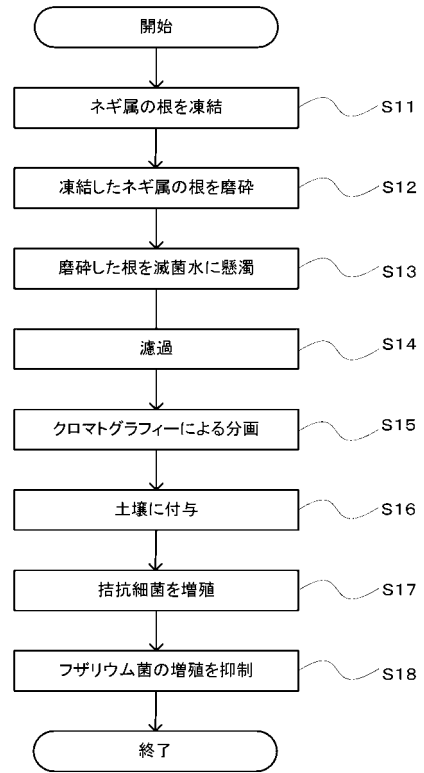 開始
ネギ属の根を凍結 S11
凍結したネギ属の根を磨砕 S12
磨砕した根を滅菌水に懸濁 S13
濾過 S14
クロマトグラフィーによる分画 S15
土壌に付与 S16
拮抗細菌を増殖 S17
フザリウム菌の増殖を抑制 S18
終了